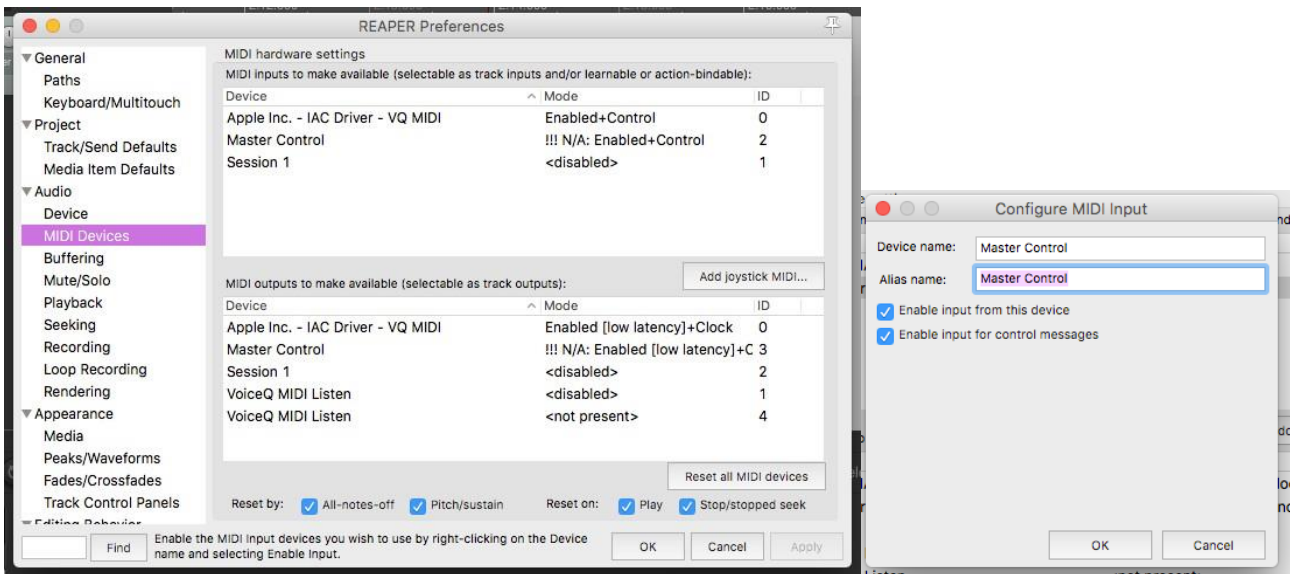 REAPER Preferences
General
Paths
Keyboard/Multitouch
Project
Track/Send Defaults
Media Item Defaults
Audio
Device
MIDI Devices
Buffering
Mute/Solo
Playback
Seeking
Recording
Loop Recording
Rendering
Appearance
Media
Peaks/Waveforms
Fades/Crossfades
Track Control Panels
Editing Behavior
Find
MIDI hardware settings
MIDI inputs to make available (selectable as track inputs and/or learnable or action-bindable):
Device Mode ID
Apple Inc. - IAC Driver - VQ MIDI Enabled+Control 0
Master Control !!! N/A: Enabled+Control 2
Session 1 <disabled> 1
Add joystick MIDI...
MIDI outputs to make available (selectable as track outputs):
Device Mode ID
Apple Inc. - IAC Driver - VQ MIDI Enabled [low latency]+Clock 0
Master Control !!! N/A: Enabled [low latency]+C 3
Session 1 <disabled> 2
VoiceQ MIDI Listen <disabled> 1
VoiceQ MIDI Listen <not present> 4
Reset all MIDI devices
Reset by: All-notes-off Pitch/sustain Reset on: Play Stop/stopped seek
Enable the MIDI Input devices you wish to use by right-clicking on the Device
name and selecting Enable Input.
OK Cancel Apply
Configure MIDI Input
Device name: Master Control
Alias name: Master Control
Enable input from this device
Enable input for control messages
OK Cancel